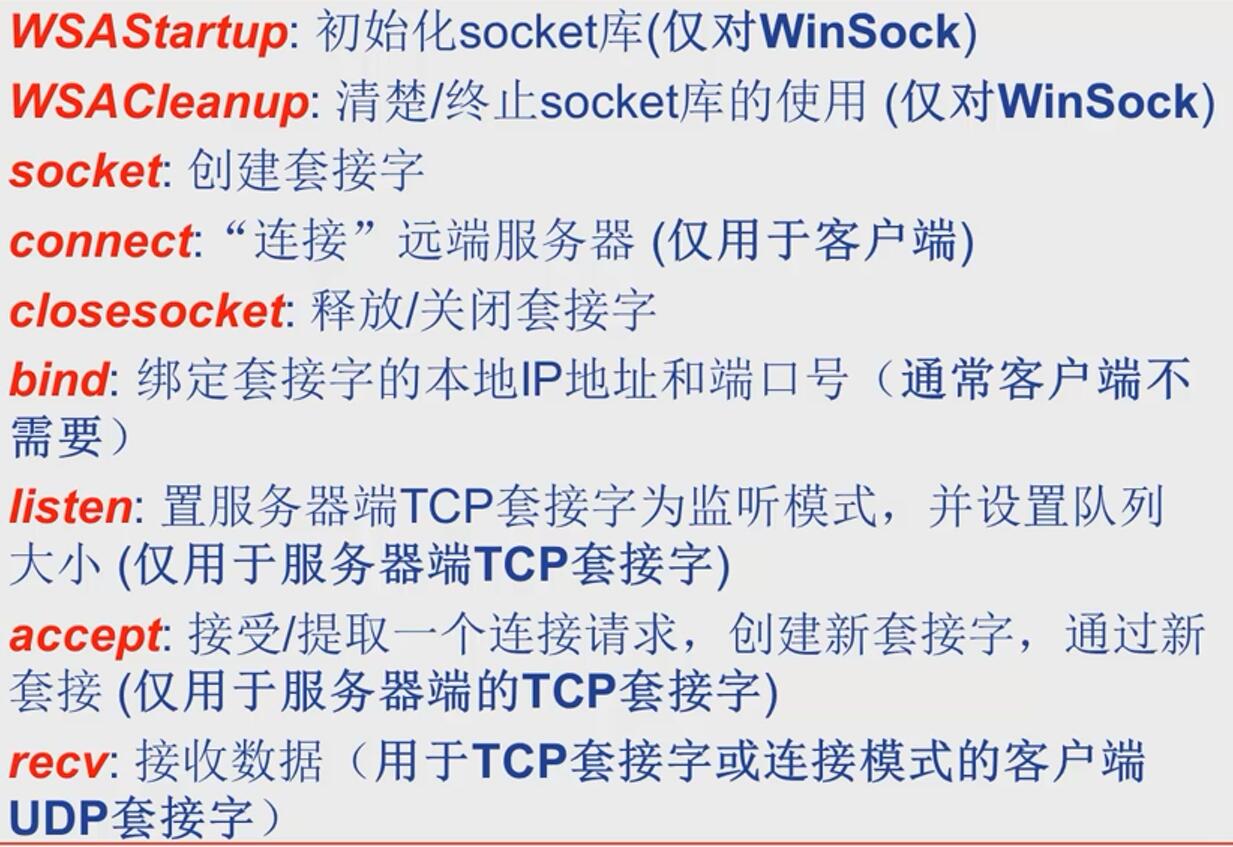 WSAStartup: 初始化socket库(仅对WinSock)
WSACleanup: 清楚/终止socket库的使用 (仅对WinSock)
socket: 创建套接字
connect: “连接”远端服务器 (仅用于客户端)
closesocket: 释放/关闭套接字
bind: 绑定套接字的本地IP地址和端口号（通常客户端不
需要）
listen: 置服务器端TCP套接字为监听模式，并设置队列
大小 (仅用于服务器端TCP套接字)
accept: 接受/提取一个连接请求，创建新套接字，通过新
套接 (仅用于服务器端的TCP套接字)
recv: 接收数据（用于TCP套接字或连接模式的客户端
UDP套接字）